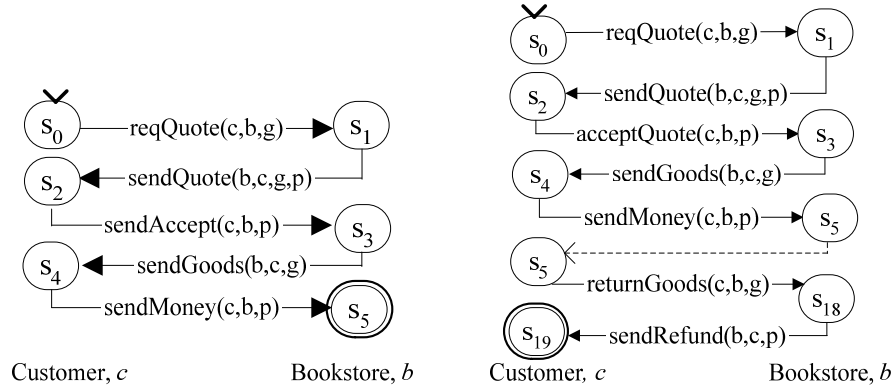 s0 reqQuote(c,b,g) s1
s2 sendQuote(b,c,g,p)
sendAccept(c,b,p) s3
s4 sendGoods(b,c,g)
sendMoney(c,b,p) s5
Customer, c Bookstore, b
s0 reqQuote(c,b,g) s1
s2 sendQuote(b,c,g,p)
acceptQuote(c,b,p) s3
s4 sendGoods(b,c,g)
sendMoney(c,b,p) s5
s5
returnGoods(c,b,g) s18
s19 sendRefund(b,c,p)
Customer, c Bookstore, b